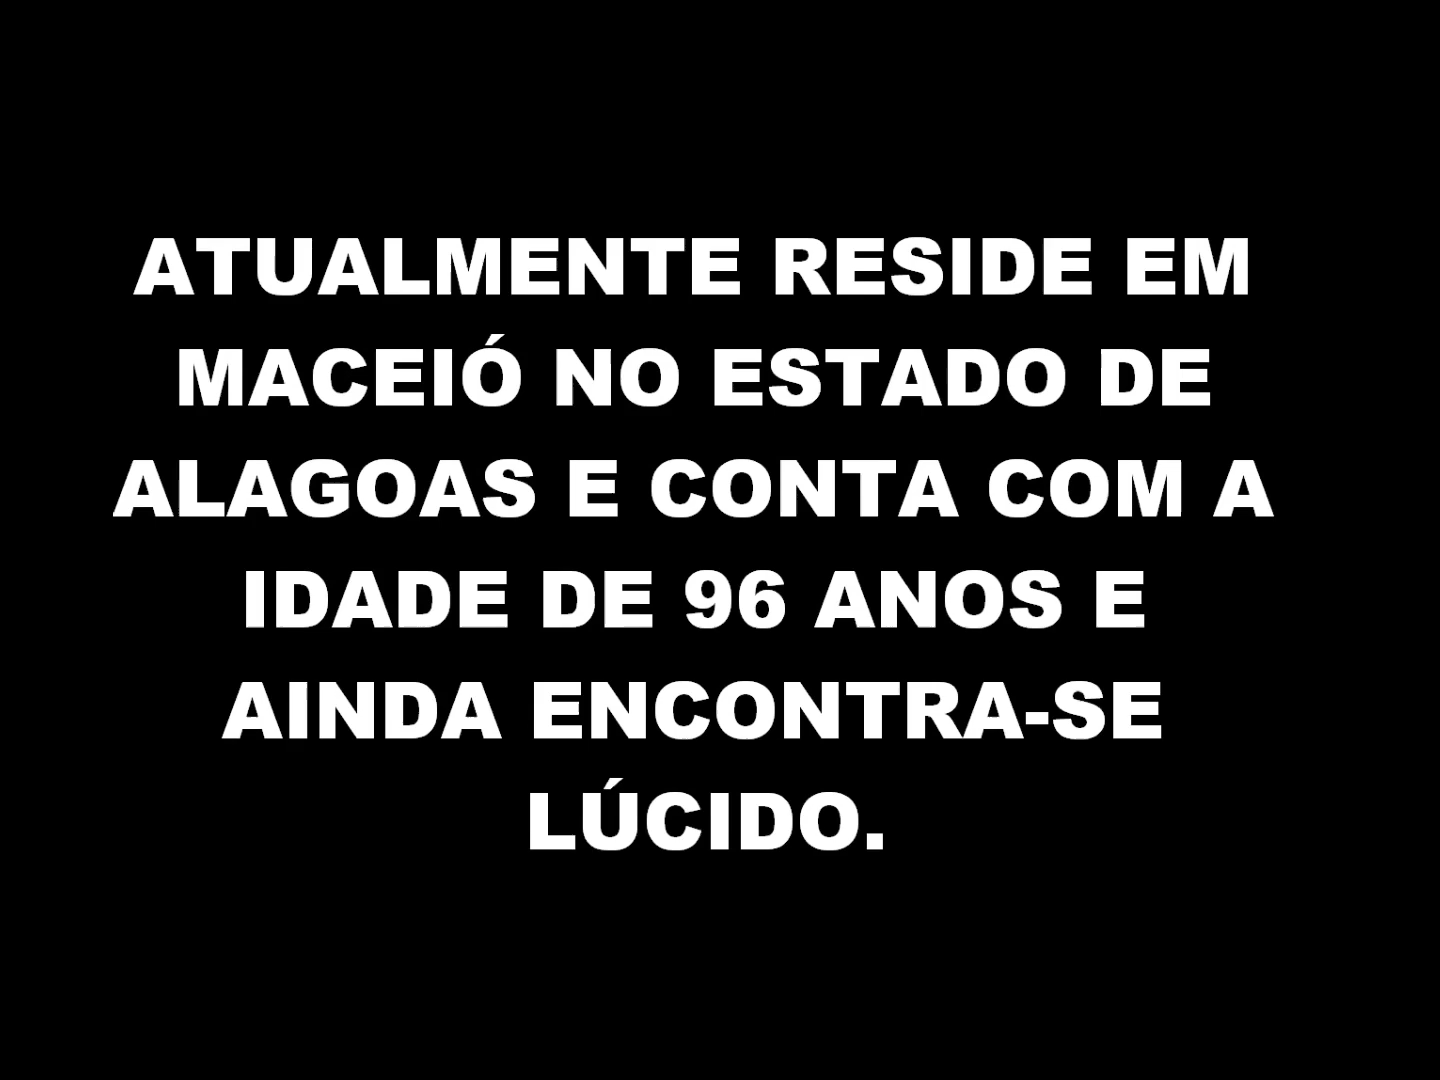 ATUALMENTE RESIDE EM
MACEIÓ NO ESTADO DE
ALAGOAS E CONTA COM A
IDADE DE 96 ANOS E
AINDA ENCONTRA-SE
LÚCIDO.